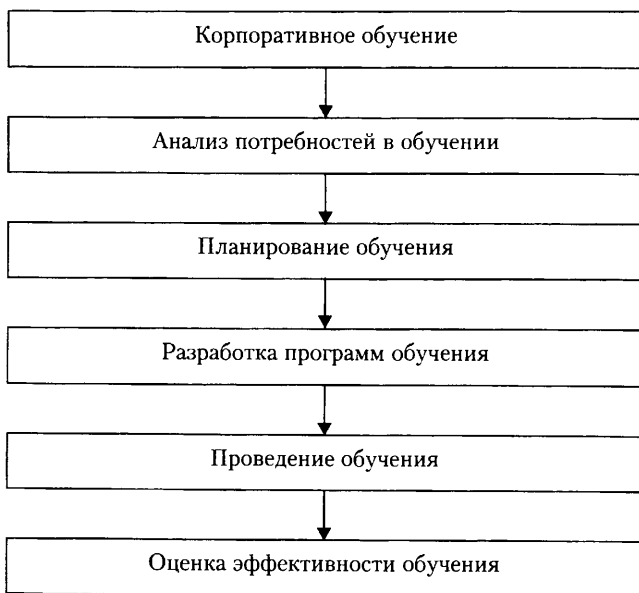 Корпоративное обучение
Анализ потребностей в обучении
Планирование обучения
Разработка программ обучения
Проведение обучения
Оценка эффективности обучения